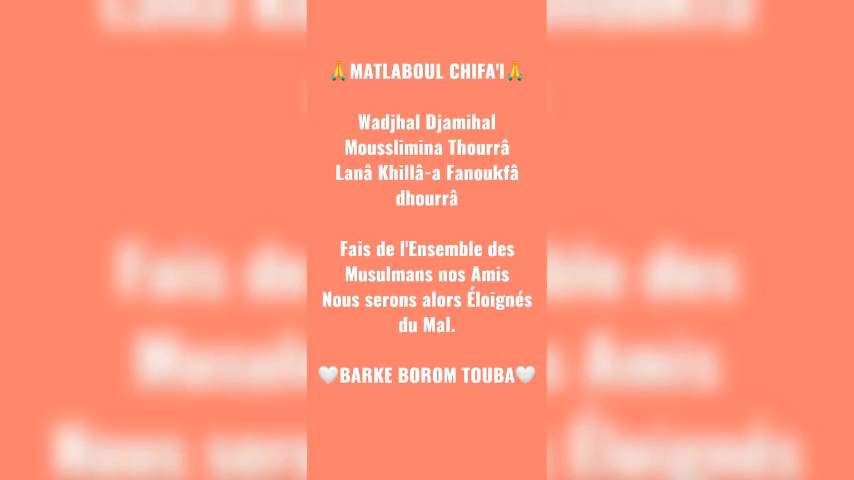 🙏MATLABOUL CHIFA'I🙏
Wadjhal Djamihal
Mousslimina Thourrâ
Lanâ Khillâ-a Fanoukfâ
dhourrâ
Fais de l'Ensemble des
Musulmans nos Amis
Nous serons alors Éloignés
du Mal.
🤍BARKE BOROM TOUBA🤍